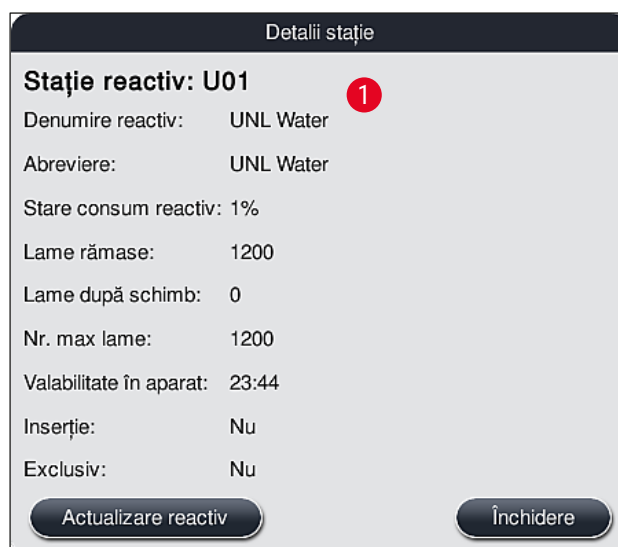 Detalii stație
Stație reactiv: U01
1
Denumire reactiv: UNL Water
Abreviere: UNL Water
Stare consum reactiv: 1%
Lame rămase: 1200
Lame după schimb: 0
Nr. max lame: 1200
Valabilitate în aparat: 23:44
Inserție: Nu
Exclusiv: Nu
Actualizare reactiv Închidere